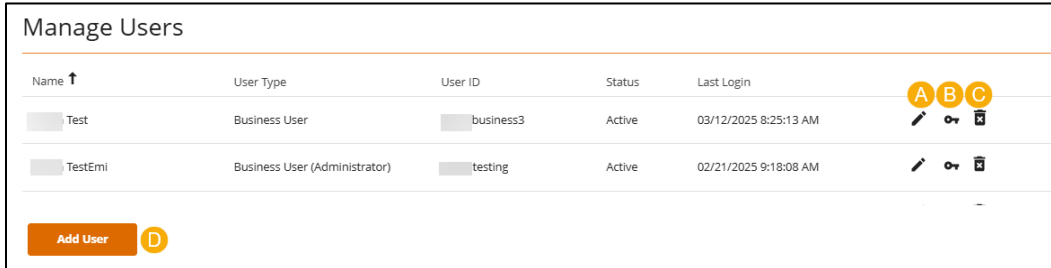 Manage Users
Name ↑ User Type User ID Status Last Login
A B C
Test Business User business3 Active 03/12/2025 8:25:13 AM
TestEmi Business User (Administrator) testing Active 02/21/2025 9:18:08 AM
Add User D